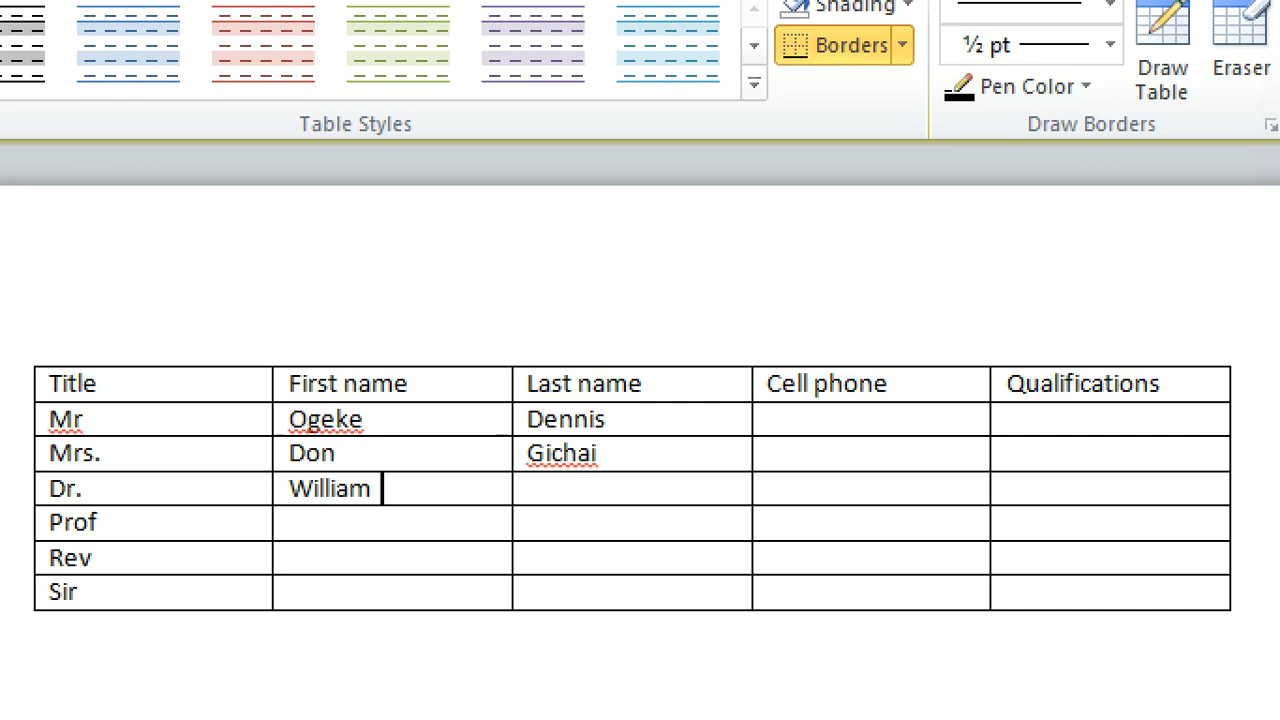 Shading
Borders
½ pt
Pen Color
Draw Table
Eraser
Table Styles
Draw Borders
Title First name Last name Cell phone Qualifications
Mr Ogeke Dennis
Mrs. Don Gichai
Dr. William
Prof
Rev
Sir